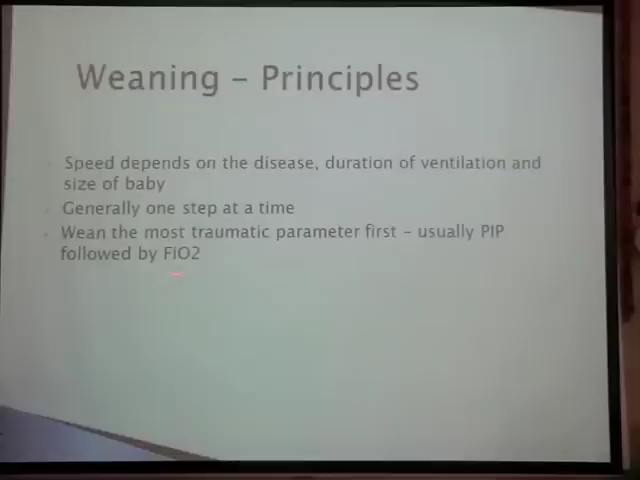 Weaning – Principles
Speed depends on the disease, duration of ventilation and
size of baby
Generally one step at a time
Wean the most traumatic parameter first – usually PIP
followed by FiO2